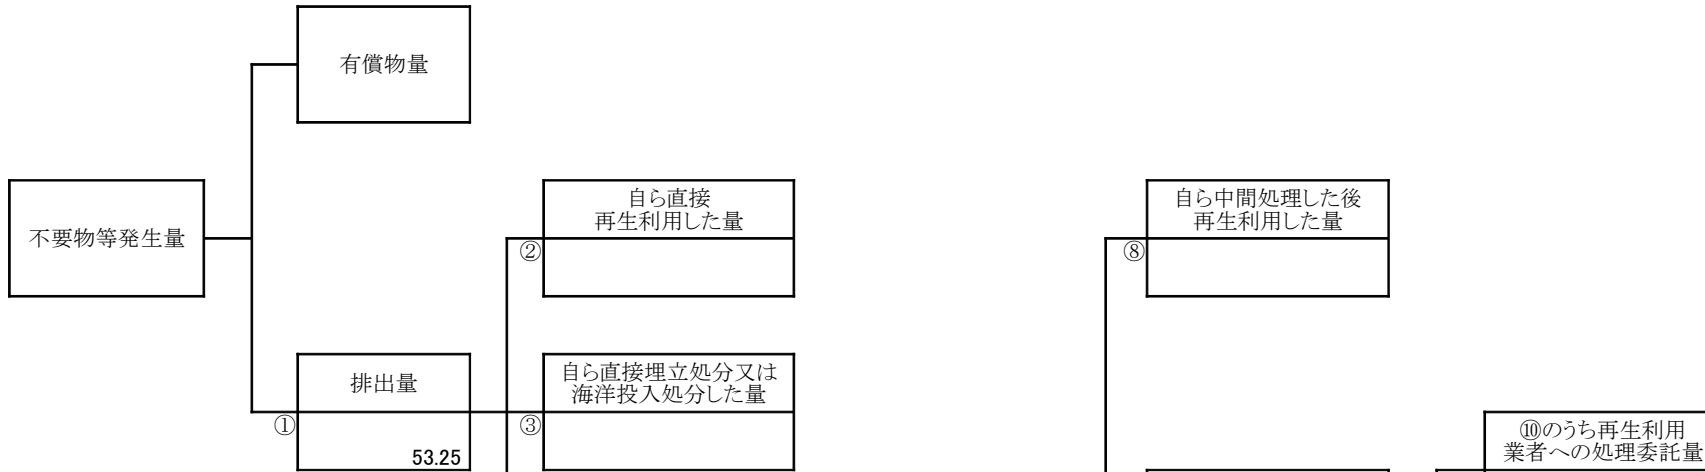 有償物量
不要物等発生量
自ら直接
再生利用した量
②
自ら中間処理した後
再生利用した量
⑧
排出量
①
53.25
自ら直接埋立処分又は
海洋投入処分した量
③
⑩のうち再生利用
業者への処理委託量